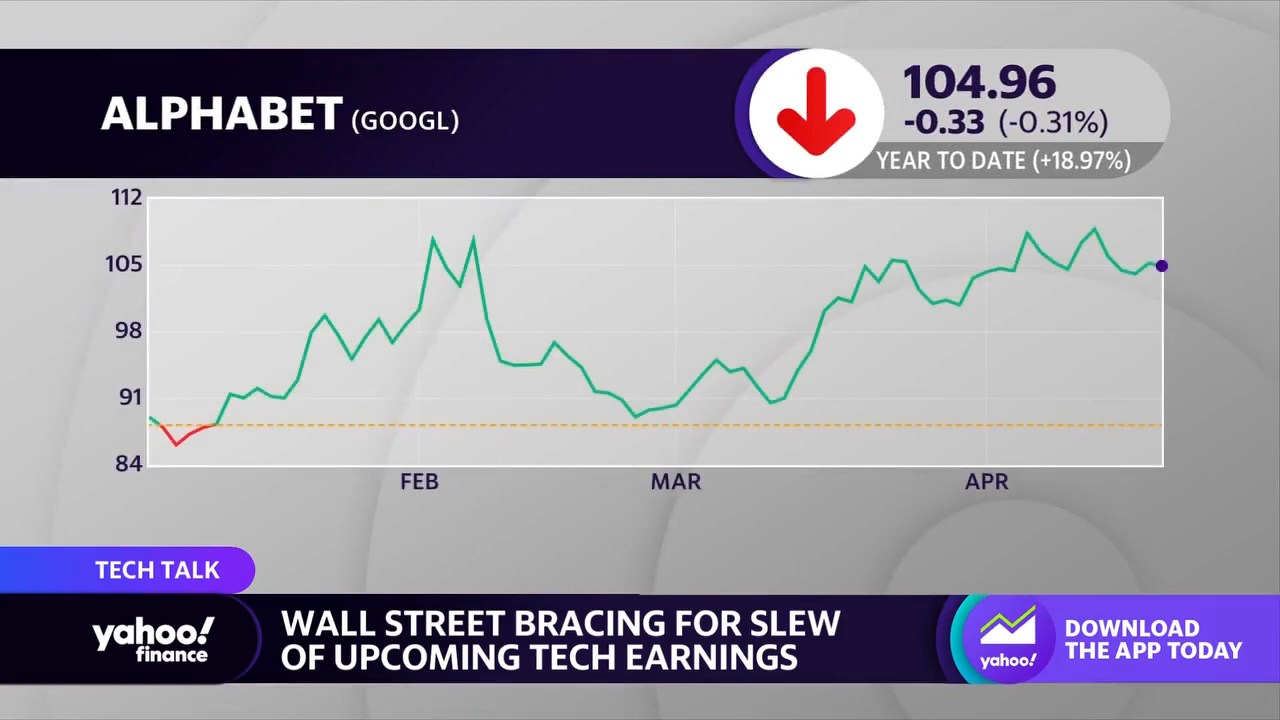 ALPHABET (GOOGL)
104.96
-0.33 (-0.31%)
YEAR TO DATE (+18.97%)
112
105
98
91
84
FEB MAR APR
TECH TALK
yahoo!
finance
WALL STREET BRACING FOR SLEW
OF UPCOMING TECH EARNINGS
yahoo!
DOWNLOAD
THE APP TODAY